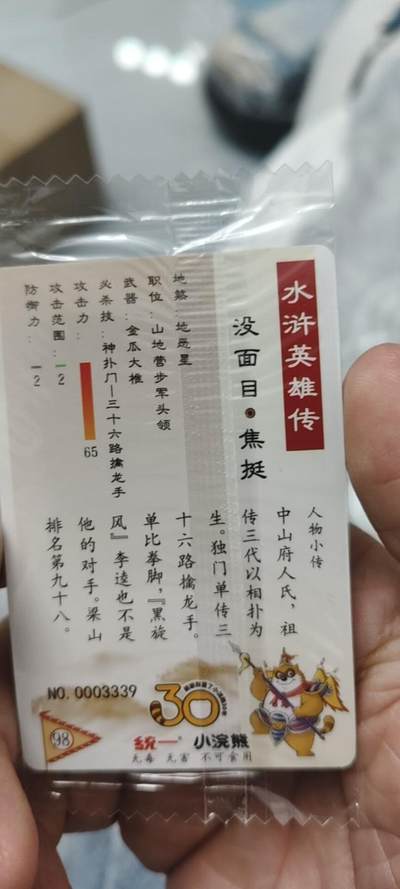 水浒英雄传
没面目•焦挺
地煞：地恶星
职位：山地营步军头领
武器：金瓜大槌
必杀技：神扑门—三十六路擒龙手
攻击力：
65
攻击范围：
2
防御力：
2
人物小传
中山府人氏，祖
传三代以相扑为
生。独门单传三
十六路擒龙手。
单比拳脚，『黑旋
风』李逵也不是
他的对手。梁山
排名第九十八。
NO.0003339
30
98
统一 小浣熊
无毒 无害 不可食用